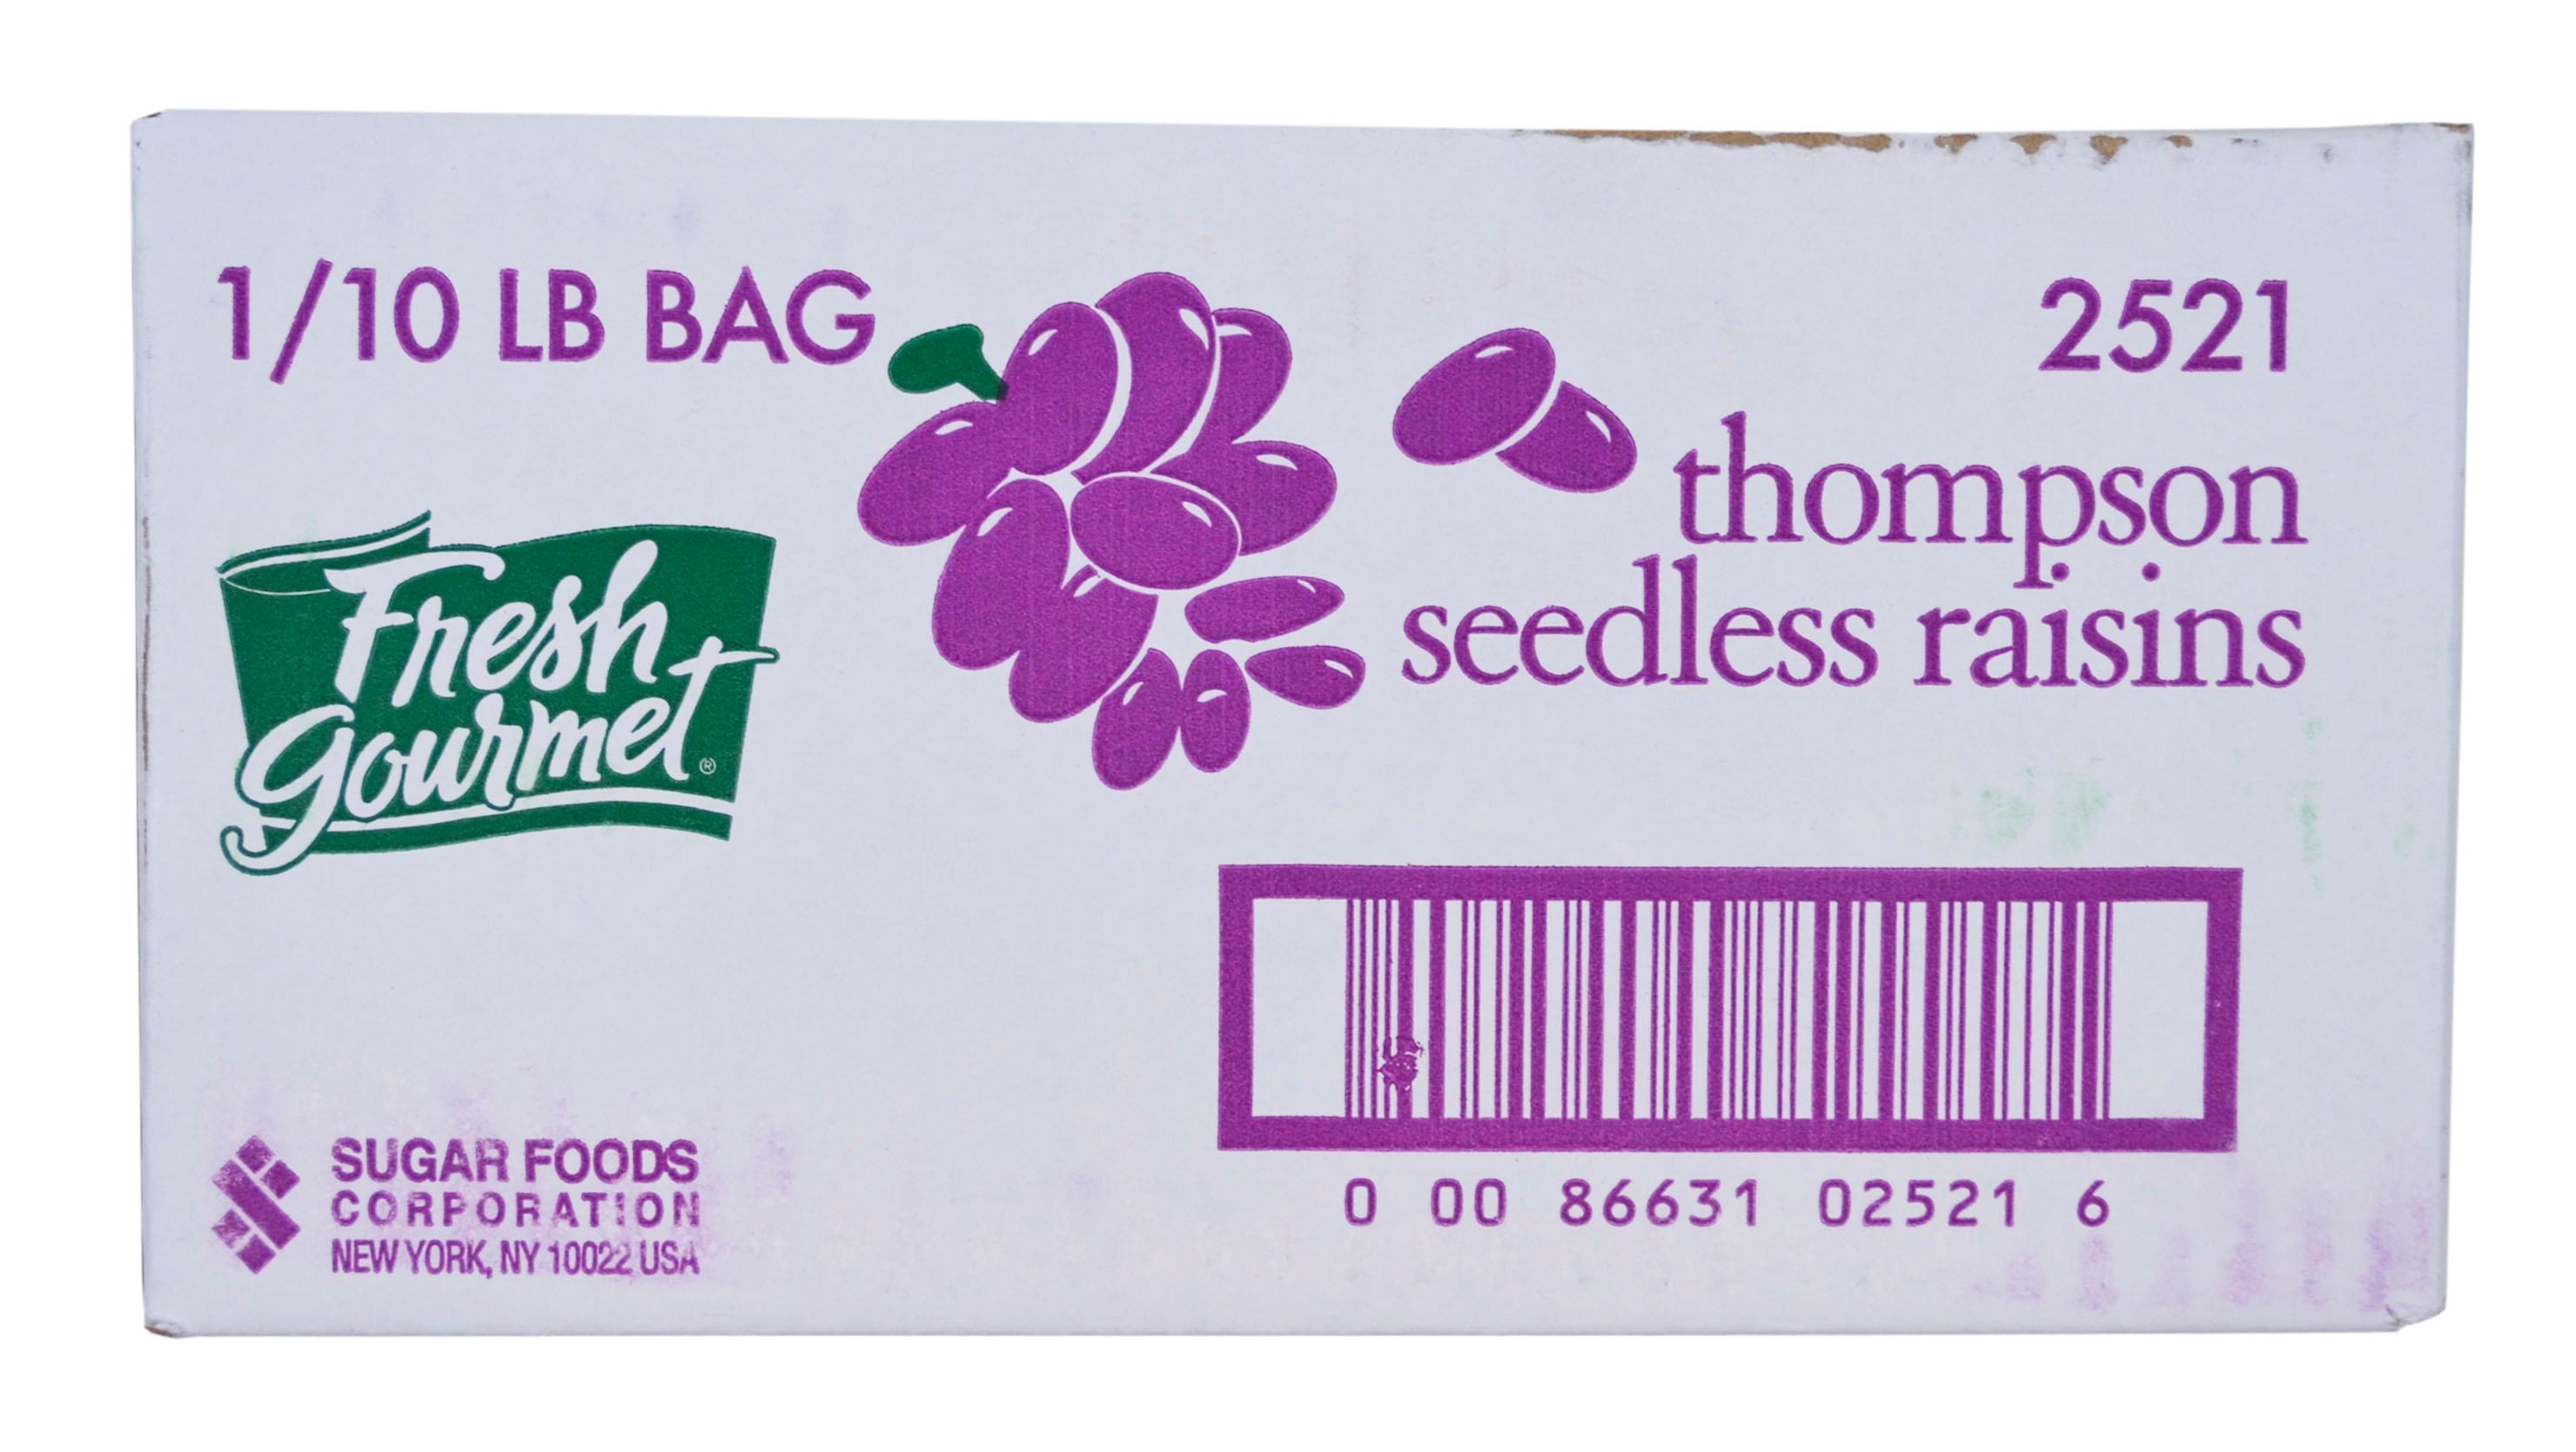 1/10 LB BAG
2521
thompson
seedless raisins
Fresh
Gourmet®
0 00 86631 02521 6
SUGAR FOODS
CORPORATION
NEW YORK, NY 10022 USA